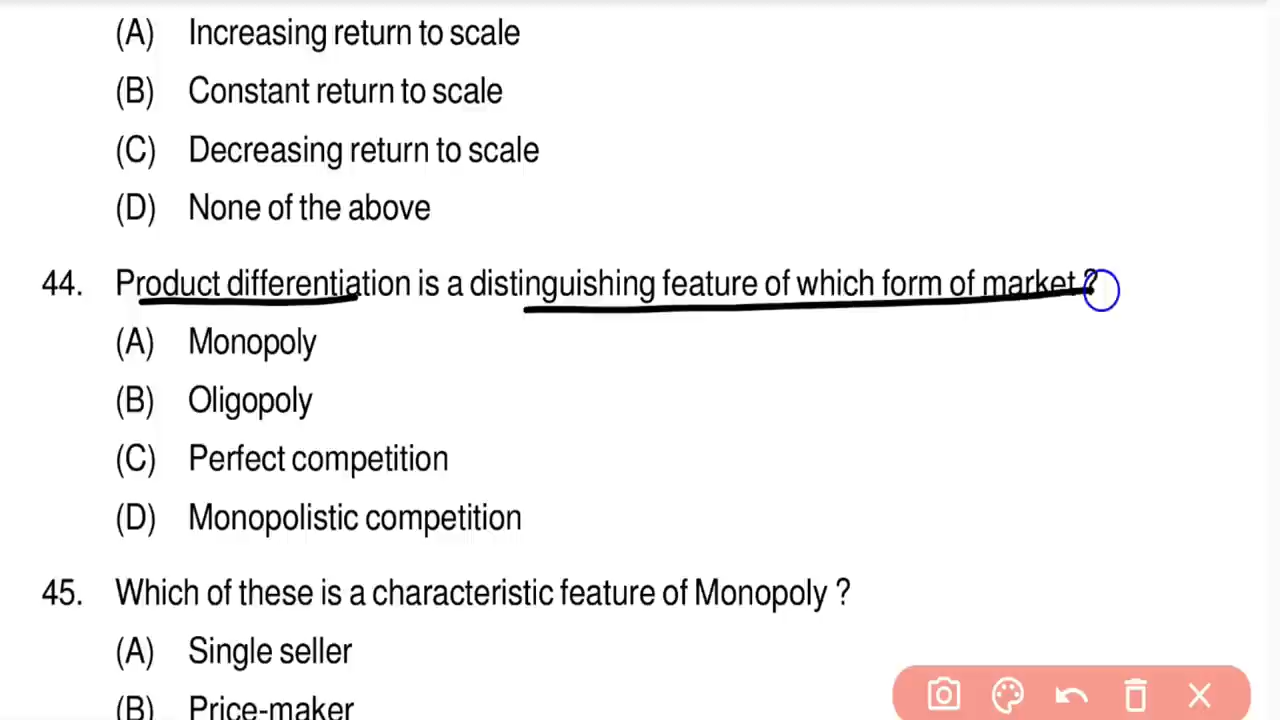 (A) Increasing return to scale
(B) Constant return to scale
(C) Decreasing return to scale
(D) None of the above
44. Product differentiation is a distinguishing feature of which form of market ?
(A) Monopoly
(B) Oligopoly
(C) Perfect competition
(D) Monopolistic competition
45. Which of these is a characteristic feature of Monopoly ?
(A) Single seller
(B) Price-maker